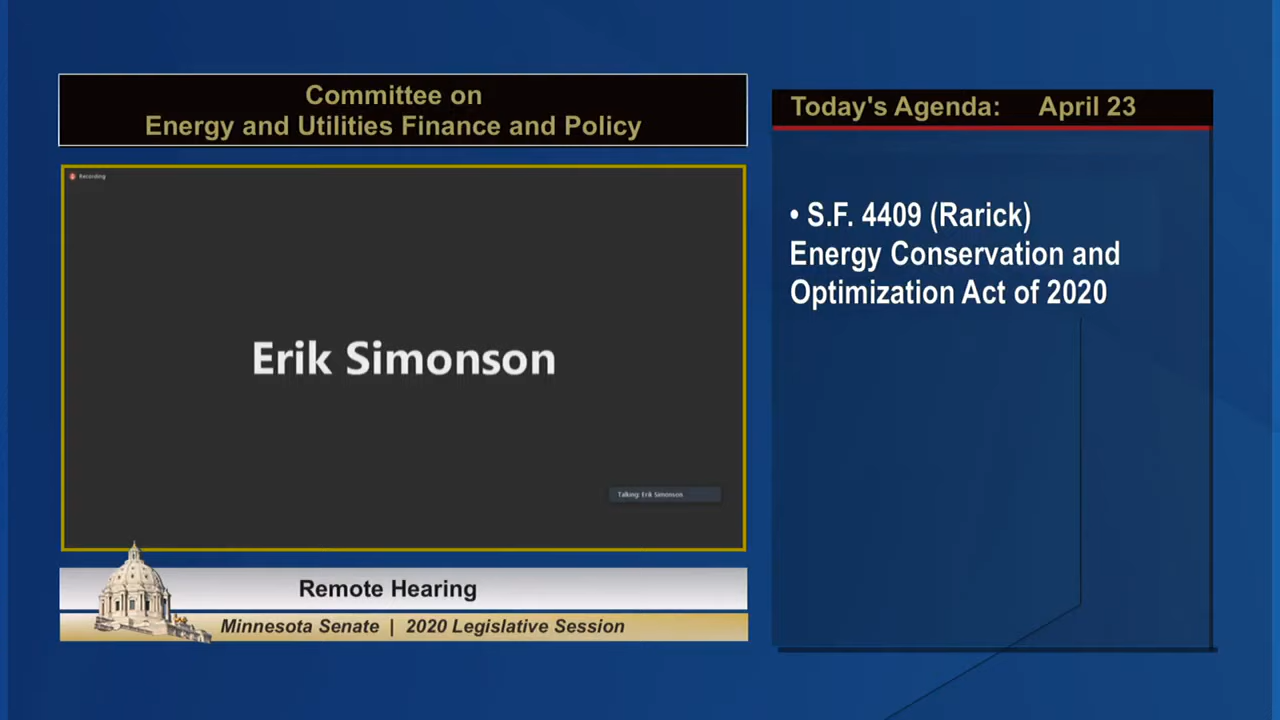 Committee on
Energy and Utilities Finance and Policy
Recording
Erik Simonson
Talking: Erik Simonson
Remote Hearing
Minnesota Senate | 2020 Legislative Session
Today's Agenda: April 23
• S.F. 4409 (Rarick)
Energy Conservation and
Optimization Act of 2020